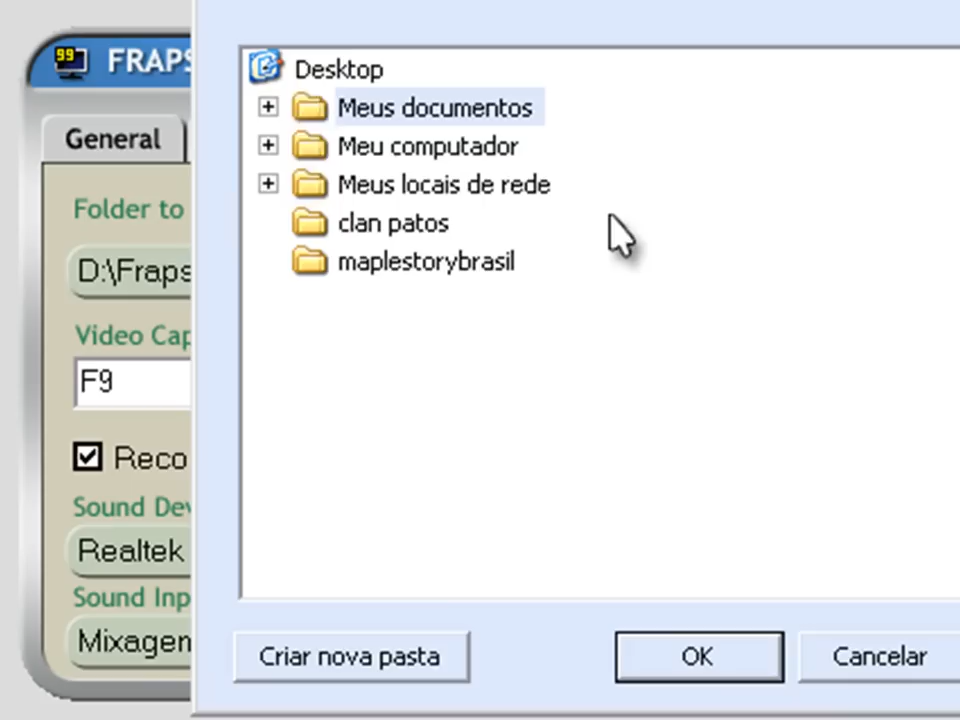 99
FRAPS
General
Folder to
D:\Fraps
Video Cap
F9
Reco
Sound Dev
Realtek
Sound Inp
Mixagen
Desktop
Meus documentos
Meu computador
Meus locais de rede
clan patos
maplestorybrasil
Criar nova pasta
OK
Cancelar